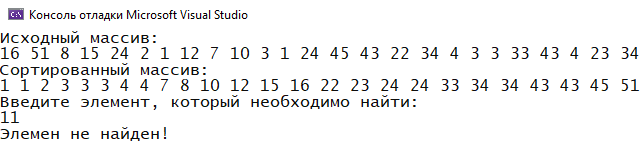 Консоль отладки Microsoft Visual Studio
Исходный массив:
16 51 8 15 24 2 1 12 7 10 3 1 24 45 43 22 34 4 3 3 33 43 4 23 34
Сортированный массив:
1 1 2 3 3 3 4 4 7 8 10 12 15 16 22 23 24 24 33 34 34 43 43 45 51
Введите элемент, который необходимо найти:
11
Элемен не найден!